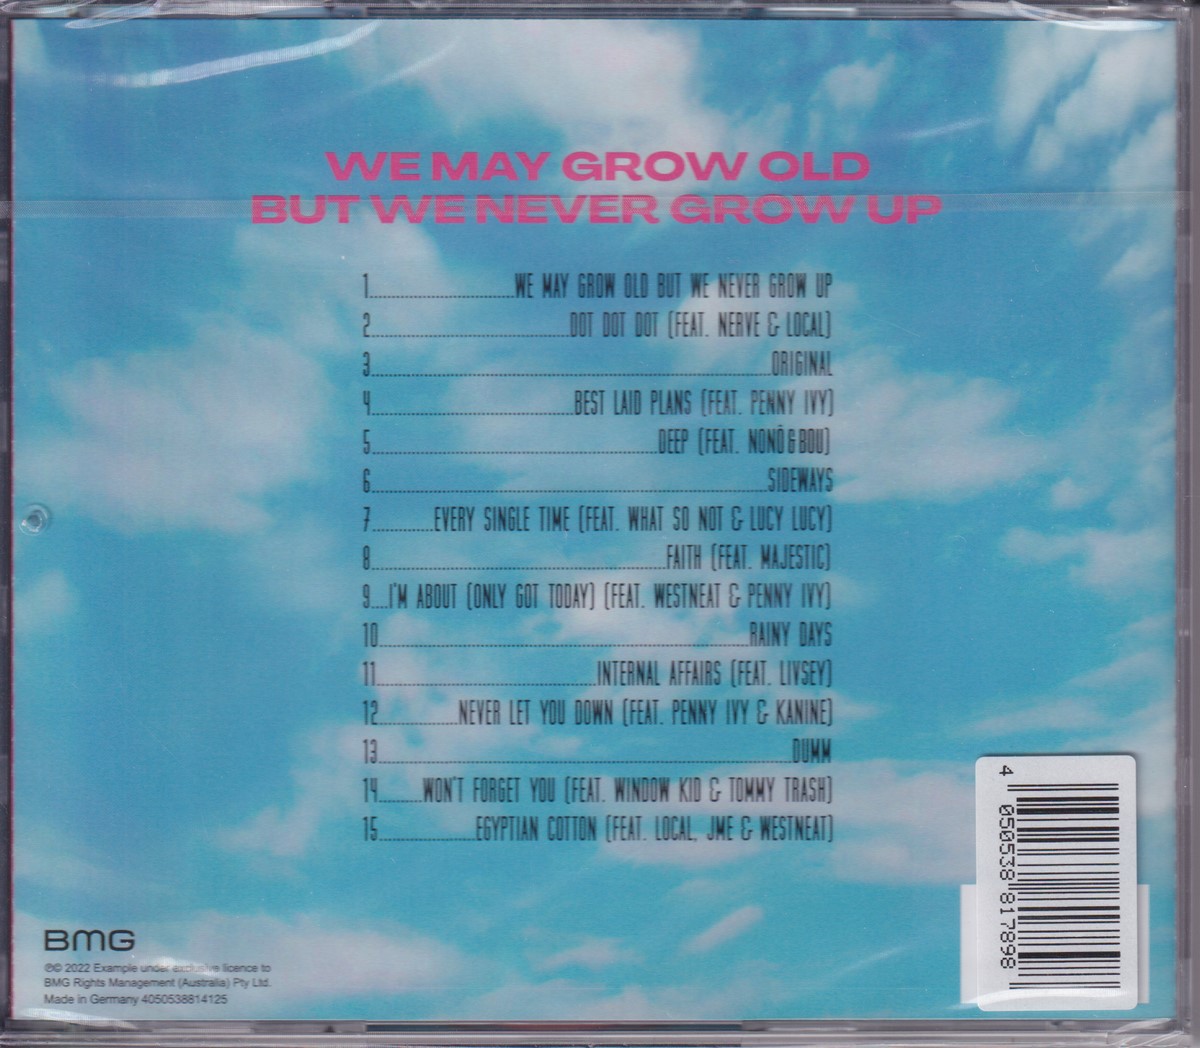 WE MAY GROW OLD
BUT WE NEVER GROW UP
1 WE MAY GROW OLD BUT WE NEVER GROW UP
2 DOT DOT DOT (FEAT. NERVE & LOCAL)
3 ORIGINAL
4 BEST LAID PLANS (FEAT. PENNY IVY)
5 DEEP (FEAT. NONÔ & BOU)
6 SIDEWAYS
7 EVERY SINGLE TIME (FEAT. WHAT SO NOT & LUCY LUCY)
8 FAITH (FEAT. MAJESTIC)
9 I'M ABOUT (ONLY GOT TODAY) (FEAT. WESTNEAT & PENNY IVY)
10 RAINY DAYS
11 INTERNAL AFFAIRS (FEAT. LIVSEY)
12 NEVER LET YOU DOWN (FEAT. PENNY IVY & KANINE)
13 DUMM
14 WON'T FORGET YOU (FEAT. WINDOW KID & TOMMY TRASH)
15 EGYPTIAN COTTON (FEAT. LOCAL, JME & WESTNEAT)
BMG
℗© 2022 Example under exclusive licence to
BMG Rights Management (Australia) Pty Ltd.
Made in Germany 4050538814125
4 050538 817898